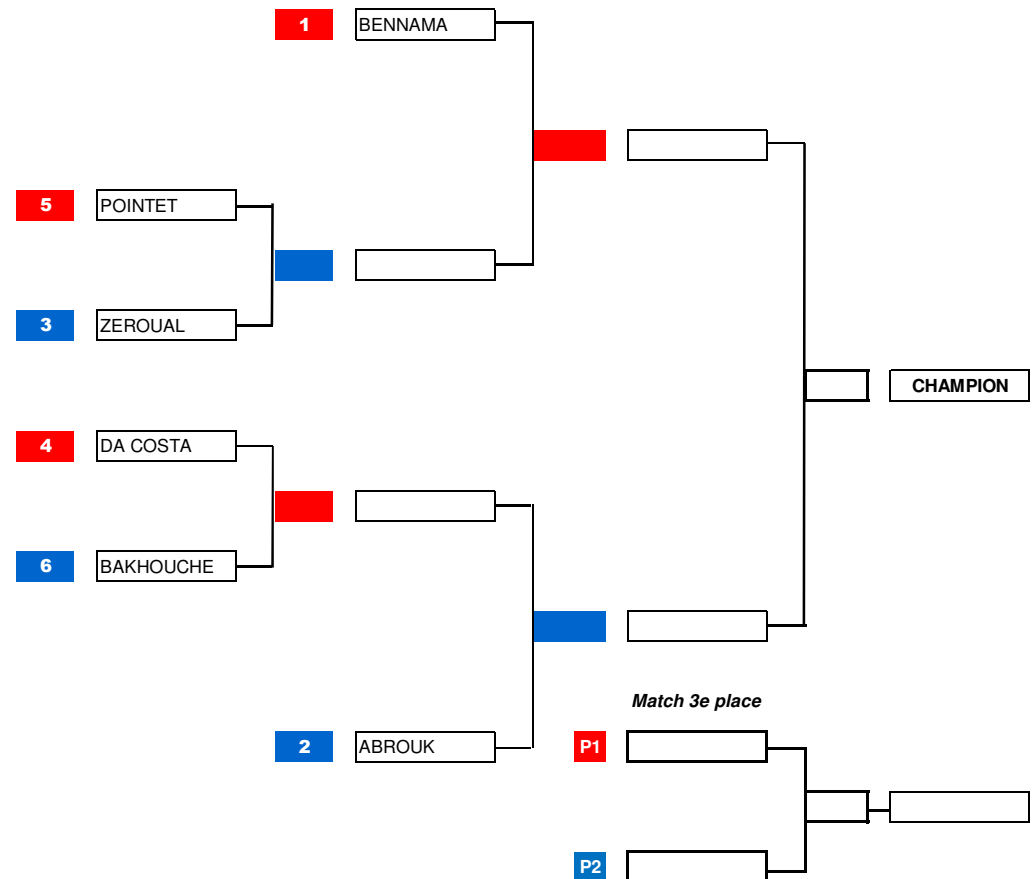 1 BENNAMA
5 POINTET
3 ZEROUAL
CHAMPION
4 DA COSTA
6 BAKHOUCHE
Match 3e place
2 ABROUK
P1
P2